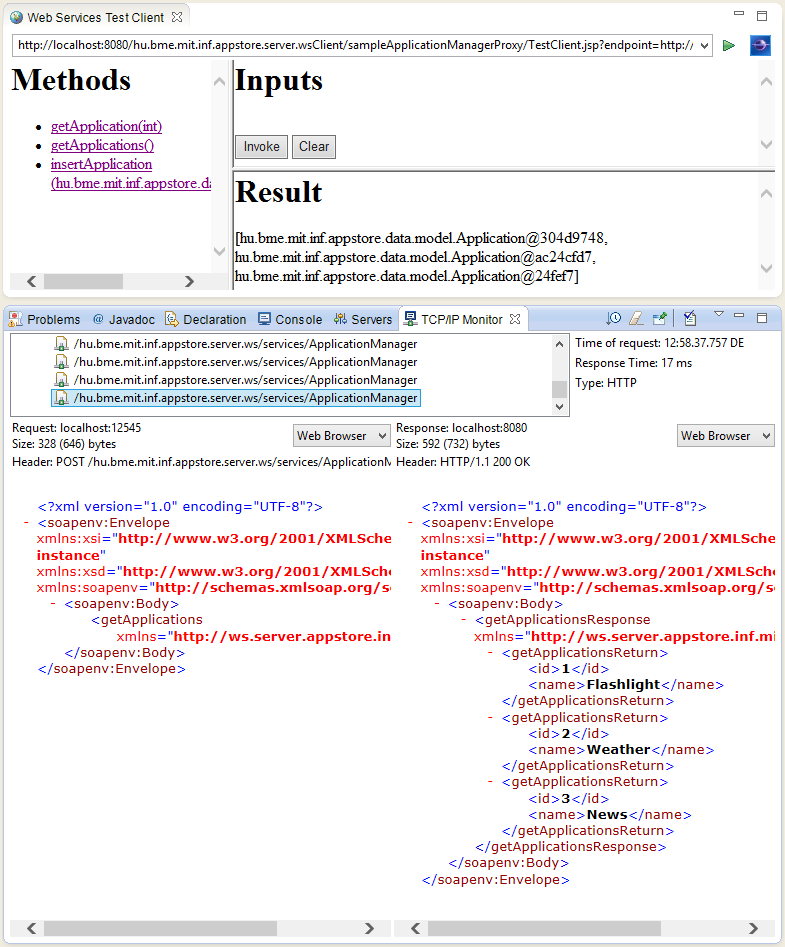 Web Services Test Client
http://localhost:8080/hu.bme.mit.inf.appstore.server.wsClient/sampleApplicationManagerProxy/TestClient.jsp?endpoint=http://
Methods
getApplication(int)
getApplications()
insertApplication
(hu.bme.mit.inf.appstore.da
Inputs
Invoke Clear
Result
[hu.bme.mit.inf.appstore.data.model.Application@304d9748,
hu.bme.mit.inf.appstore.data.model.Application@ac24cfd7,
hu.bme.mit.inf.appstore.data.model.Application@24fef7]
Problems @ Javadoc Declaration Console Servers TCP/IP Monitor
/hu.bme.mit.inf.appstore.server.ws/services/ApplicationManager
/hu.bme.mit.inf.appstore.server.ws/services/ApplicationManager
/hu.bme.mit.inf.appstore.server.ws/services/ApplicationManager
/hu.bme.mit.inf.appstore.server.ws/services/ApplicationManager
Time of request: 12:58.37.757 DE
Response Time: 17 ms
Type: HTTP
Request: localhost:12545
Size: 328 (646) bytes
Web Browser
Header: POST /hu.bme.mit.inf.appstore.server.ws/services/ApplicationM
Response: localhost:8080
Size: 592 (732) bytes
Web Browser
Header: HTTP/1.1 200 OK
<?xml version="1.0" encoding="UTF-8"?>
- <soapenv:Envelope
xmlns:xsi="http://www.w3.org/2001/XMLSche
instance"
xmlns:xsd="http://www.w3.org/2001/XMLSche
xmlns:soapenv="http://schemas.xmlsoap.org/s
- <soapenv:Body>
<getApplications
xmlns="http://ws.server.appstore.in
</soapenv:Body>
</soapenv:Envelope>
<?xml version="1.0" encoding="UTF-8"?>
- <soapenv:Envelope
xmlns:xsi="http://www.w3.org/2001/XMLSche
instance"
xmlns:xsd="http://www.w3.org/2001/XMLSche
xmlns:soapenv="http://schemas.xmlsoap.org/s
- <soapenv:Body>
- <getApplicationsResponse
xmlns="http://ws.server.appstore.inf.mi
- <getApplicationsReturn>
<id>1</id>
<name>Flashlight</name>
</getApplicationsReturn>
- <getApplicationsReturn>
<id>2</id>
<name>Weather</name>
</getApplicationsReturn>
- <getApplicationsReturn>
<id>3</id>
<name>News</name>
</getApplicationsReturn>
</getApplicationsResponse>
</soapenv:Body>
</soapenv:Envelope>